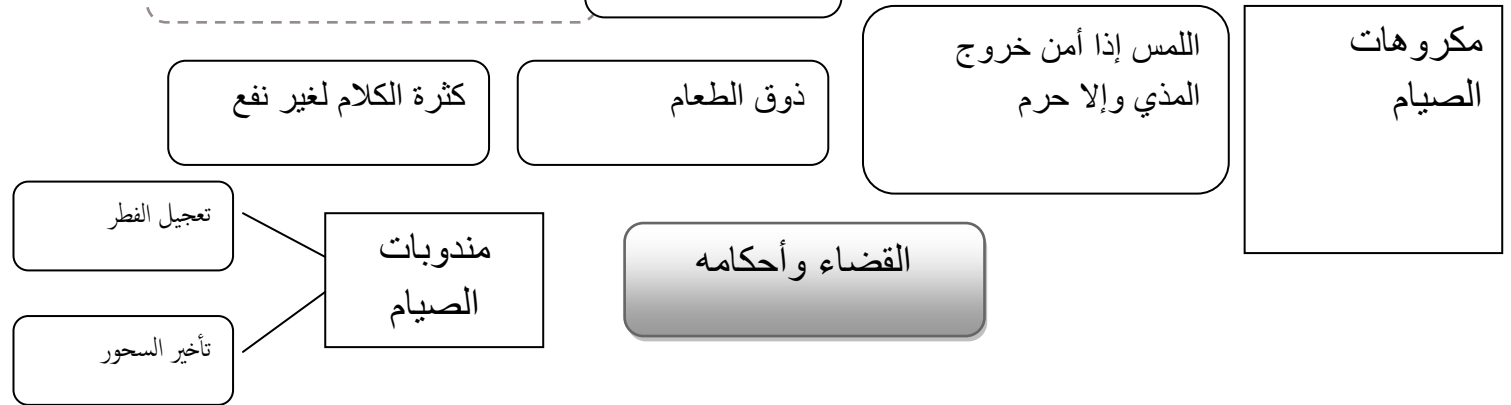 مكروهات
الصيام
اللمس إذا أمن خروج
المذي وإلا حرم
ذوق الطعام
كثرة الكلام لغير نفع
القضاء وأحكامه
مندوبات
الصيام
تعجيل الفطر
تأخير السحور